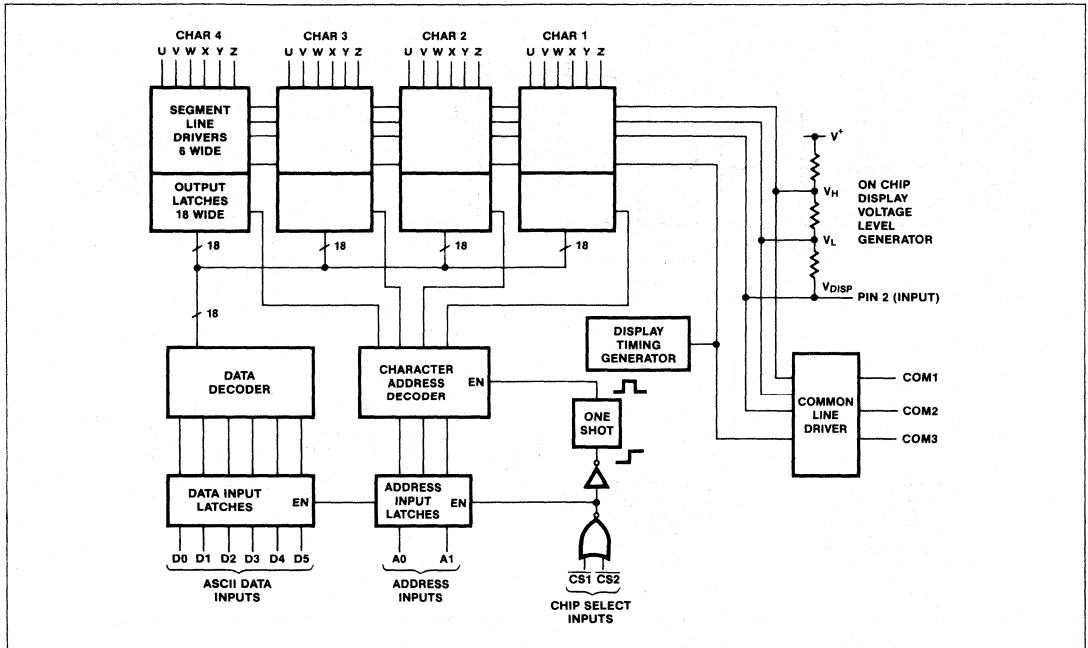 CHAR 4 CHAR 3 CHAR 2 CHAR 1
U V W X Y Z U V W X Y Z U V W X Y Z U V W X Y Z
SEGMENT
LINE
DRIVERS
6 WIDE
OUTPUT
LATCHES
18 WIDE
V+
VH
VL
VDISP
ON CHIP
DISPLAY
VOLTAGE
LEVEL
GENERATOR
PIN 2 (INPUT)
18 18 18 18
18
DATA
DECODER
CHARACTER
ADDRESS
DECODER
EN
DISPLAY
TIMING
GENERATOR
ONE
SHOT
COMMON
LINE
DRIVER
COM1
COM2
COM3
DATA INPUT
LATCHES
EN
ADDRESS
INPUT
LATCHES
EN
D0 D1 D2 D3 D4 D5
ASCII DATA
INPUTS
A0 A1
ADDRESS
INPUTS
C̅S̅1̅ C̅S̅2̅
CHIP SELECT
INPUTS